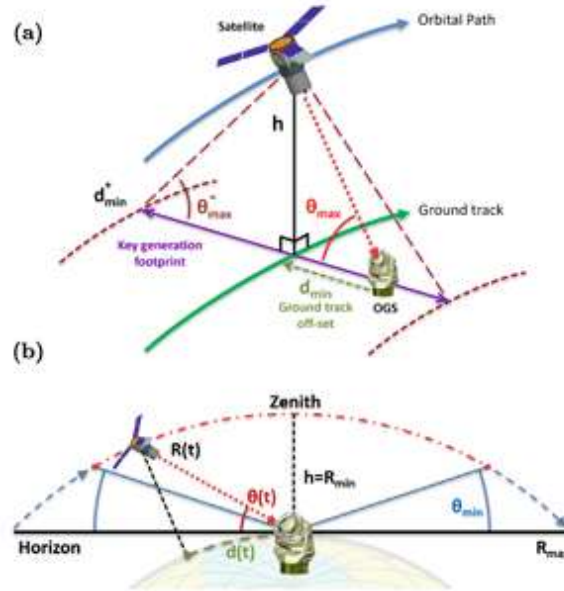 (a)
Satellite
Orbital Path
h
d⁺min
θ⁻max
θmax
Ground track
Key generation
footprint
dmin
Ground track
off-set
OGS
(b)
Zenith
R(t)
h=Rmin
θ(t)
θmin
Horizon
d(t)
Rma